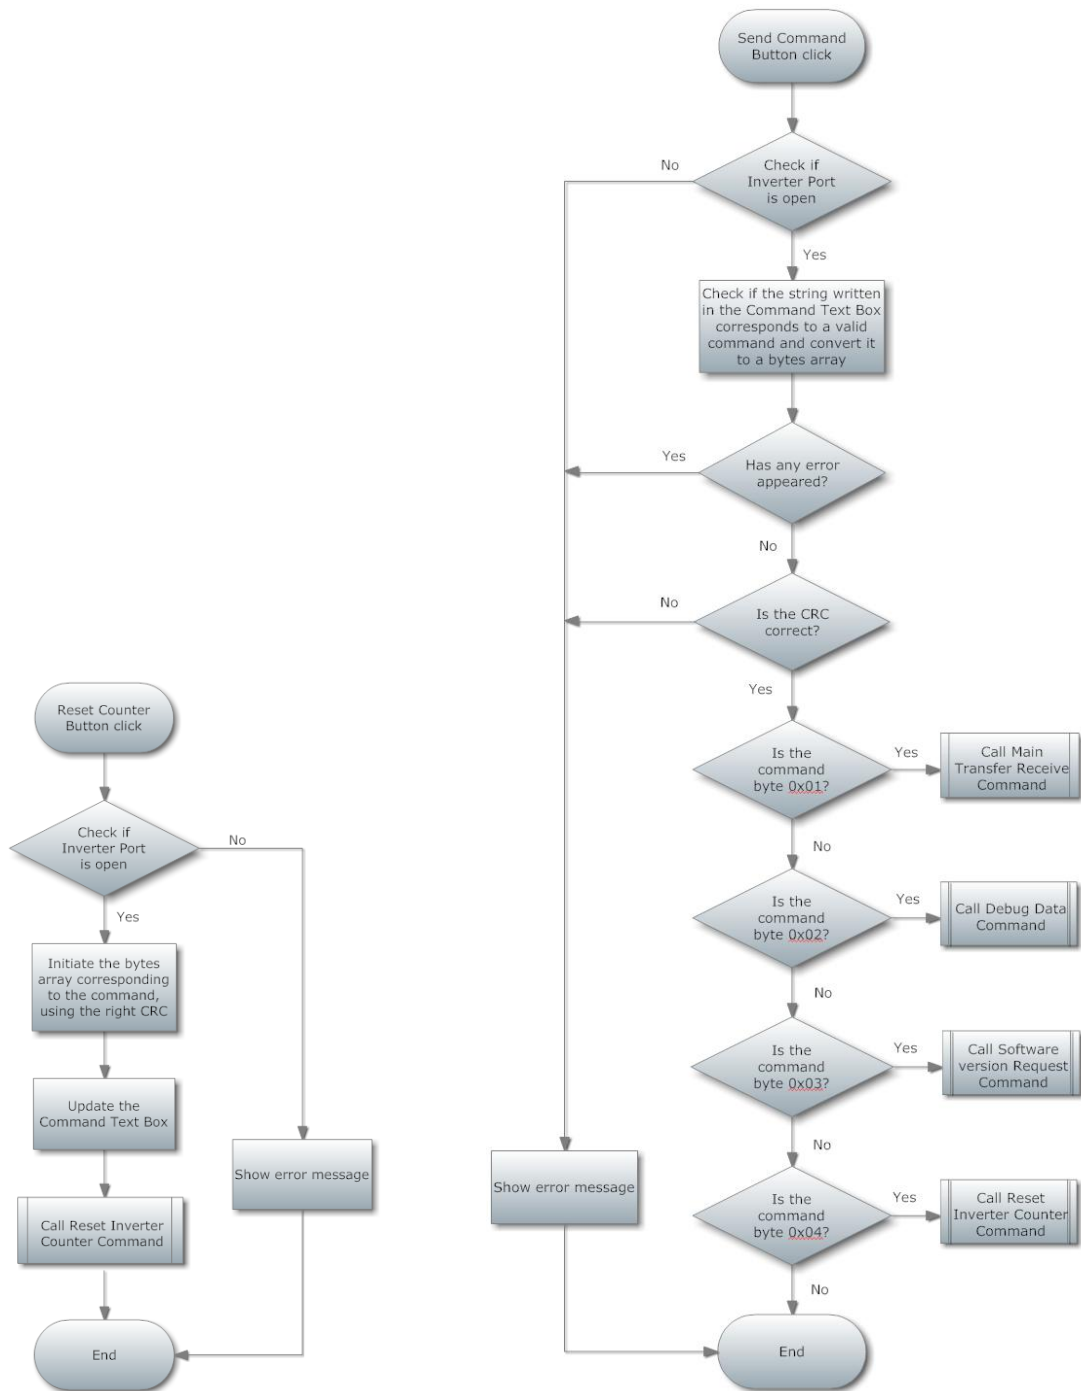 Send Command
Button click
No
Check if
Inverter Port
is open
Yes
Check if the string written
in the Command Text Box
corresponds to a valid
command and convert it
to a bytes array
Yes
Has any error
appeared?
No
No
Is the CRC
correct?
Yes
Is the
command
byte 0x01?
Yes
Call Main
Transfer Receive
Command
No
Is the
command
byte 0x02?
Yes
Call Debug Data
Command
No
Is the
command
byte 0x03?
Yes
Call Software
version Request
Command
No
Is the
command
byte 0x04?
Yes
Call Reset
Inverter Counter
Command
No
Show error message
End
Reset Counter
Button click
Check if
Inverter Port
is open
No
Yes
Initiate the bytes
array corresponding
to the command,
using the right CRC
Update the
Command Text Box
Show error message
Call Reset Inverter
Counter Command
End